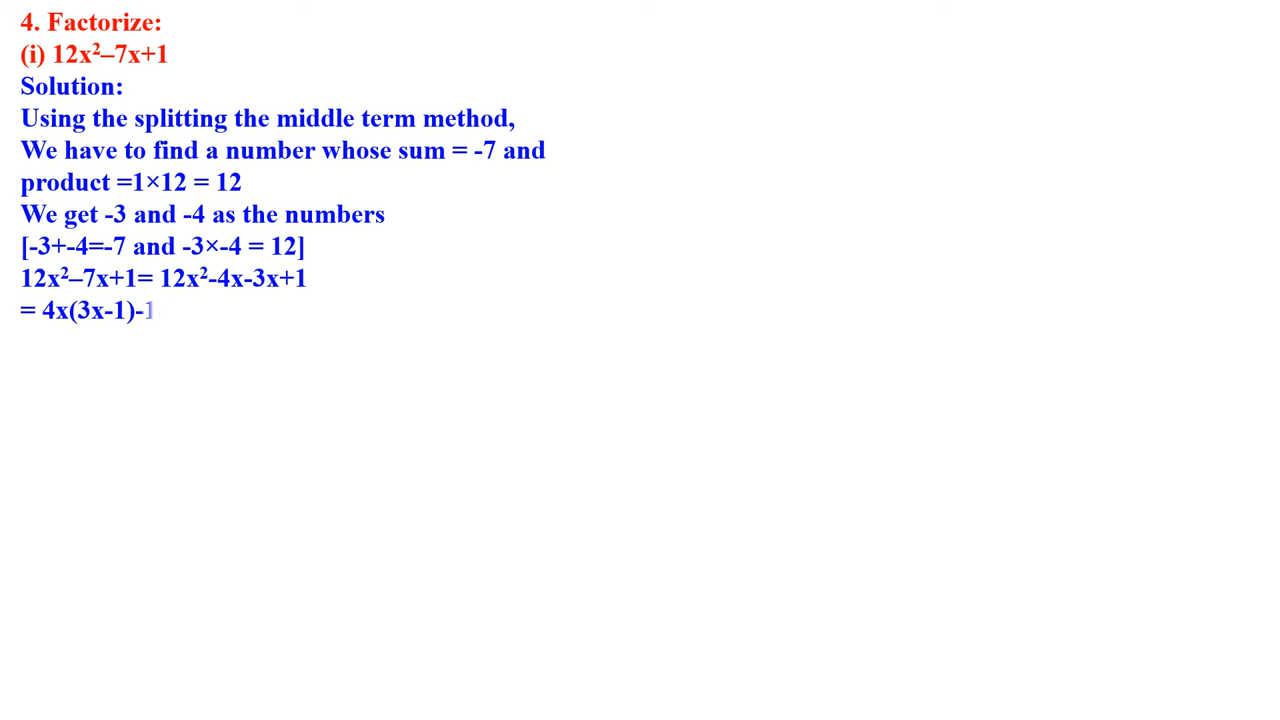 4. Factorize:
(i) 12x²–7x+1
Solution:
Using the splitting the middle term method,
We have to find a number whose sum = -7 and
product =1×12 = 12
We get -3 and -4 as the numbers
[-3+-4=-7 and -3×-4 = 12]
12x²–7x+1= 12x²-4x-3x+1
= 4x(3x-1)-1